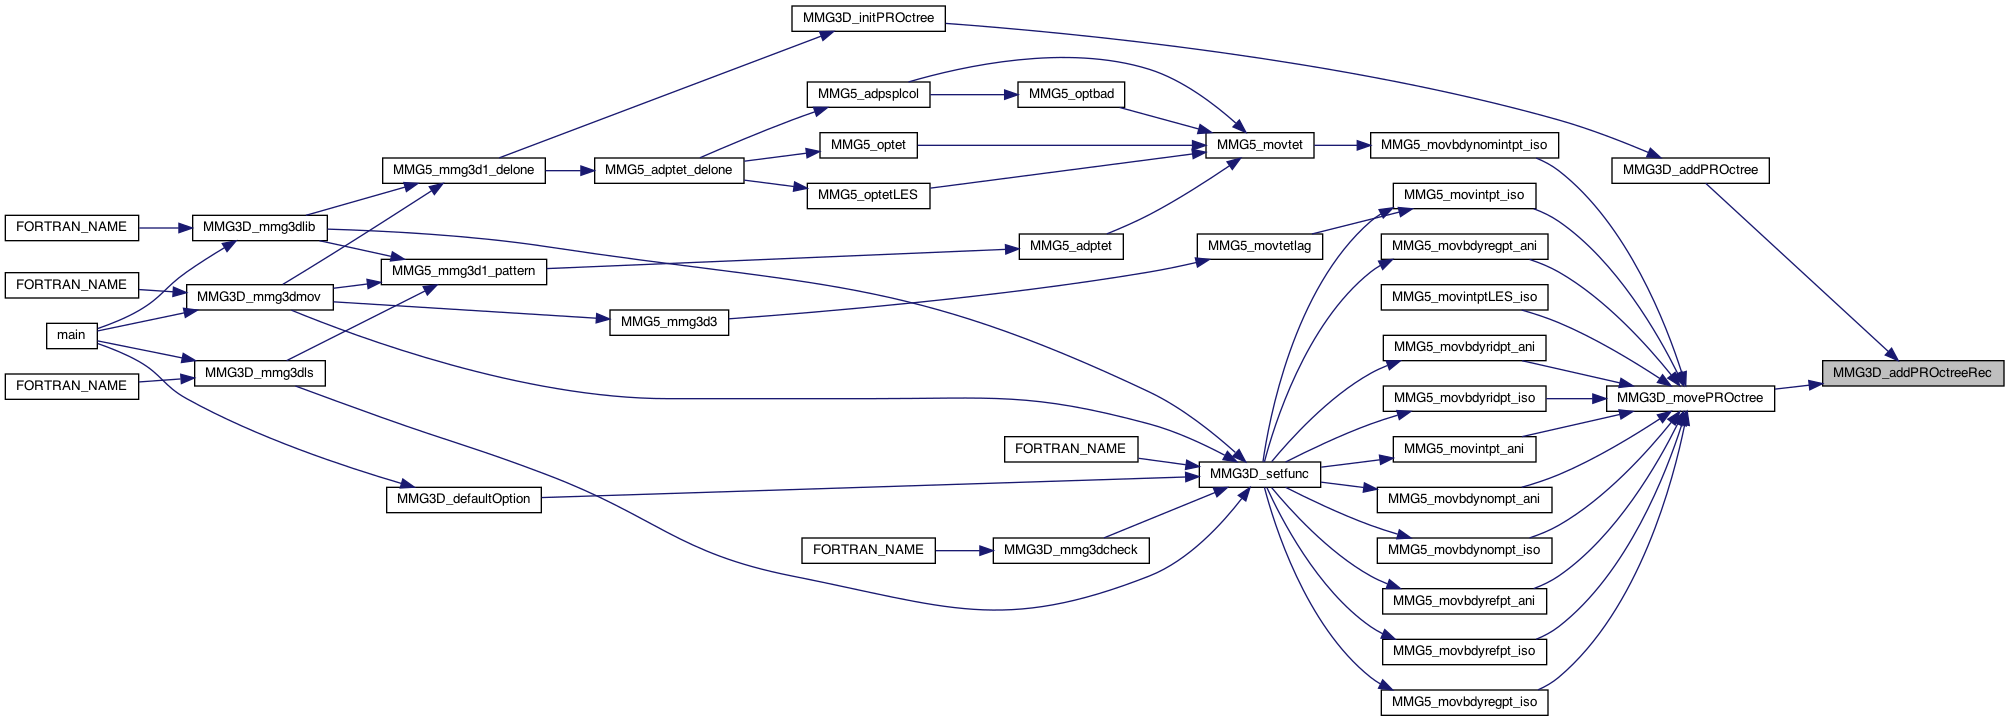 MMG3D_initPROctree
MMG5_adpsplcol
MMG5_optbad
MMG5_optet
MMG5_movtet
MMG5_movbdynomintpt_iso
MMG5_mmg3d1_delone
MMG5_adptet_delone
MMG3D_addPROctree
MMG5_optetLES
MMG5_movintpt_iso
FORTRAN_NAME
MMG3D_mmg3dlib
MMG5_adptet
MMG5_movtetlag
MMG5_movbdyregpt_ani
MMG5_mmg3d1_pattern
FORTRAN_NAME
MMG3D_mmg3dmov
MMG5_movintptLES_iso
main
MMG5_mmg3d3
MMG5_movbdyridpt_ani
FORTRAN_NAME
MMG3D_mmg3dls
MMG3D_addPROctreeRec
MMG5_movbdyridpt_iso
MMG3D_movePROctree
FORTRAN_NAME
MMG5_movintpt_ani
MMG3D_setfunc
MMG3D_defaultOption
MMG5_movbdynompt_ani
FORTRAN_NAME
MMG3D_mmg3dcheck
MMG5_movbdynompt_iso
MMG5_movbdyrefpt_ani
MMG5_movbdyrefpt_iso
MMG5_movbdyregpt_iso